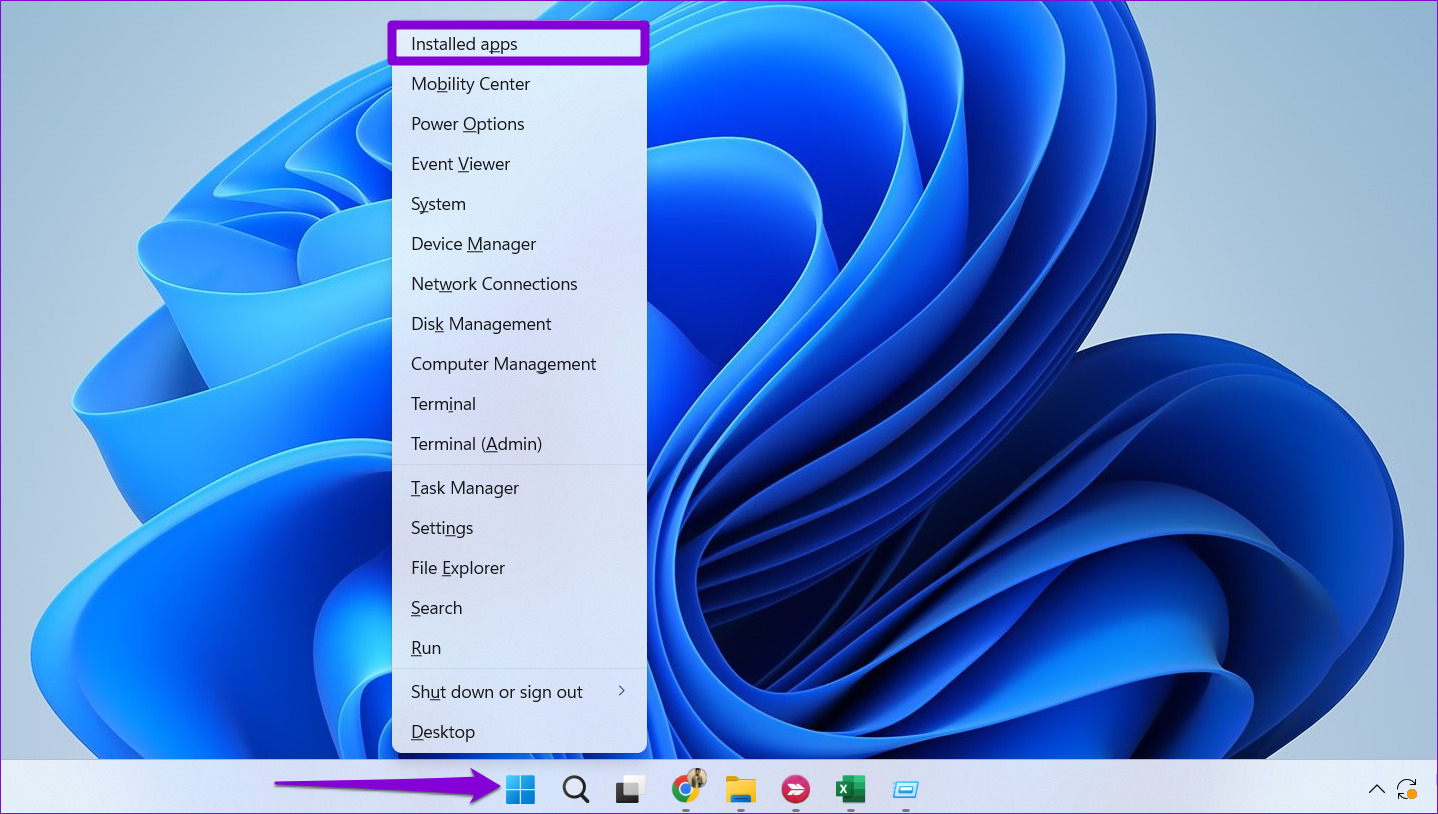 Installed apps
Mobility Center
Power Options
Event Viewer
System
Device Manager
Network Connections
Disk Management
Computer Management
Terminal
Terminal (Admin)
Task Manager
Settings
File Explorer
Search
Run
Shut down or sign out
Desktop